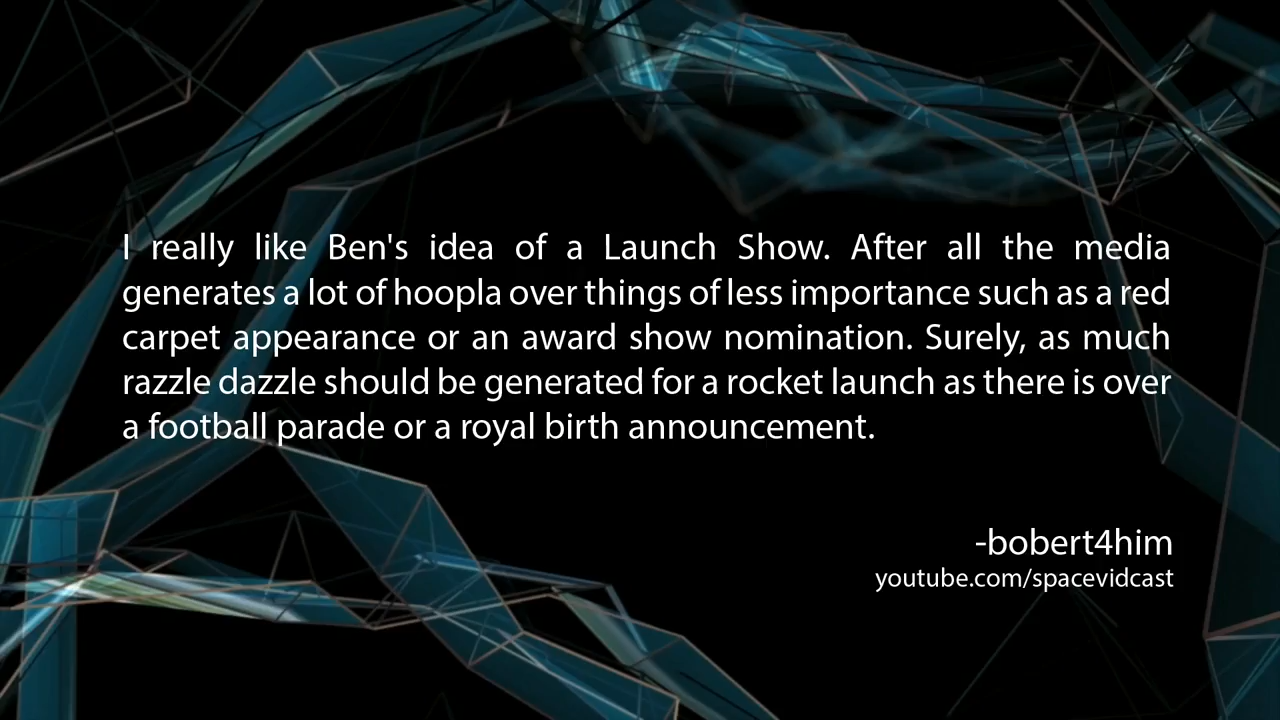 I really like Ben's idea of a Launch Show. After all the media
generates a lot of hoopla over things of less importance such as a red
carpet appearance or an award show nomination. Surely, as much
razzle dazzle should be generated for a rocket launch as there is over
a football parade or a royal birth announcement.
-bobert4him
youtube.com/spacevidcast